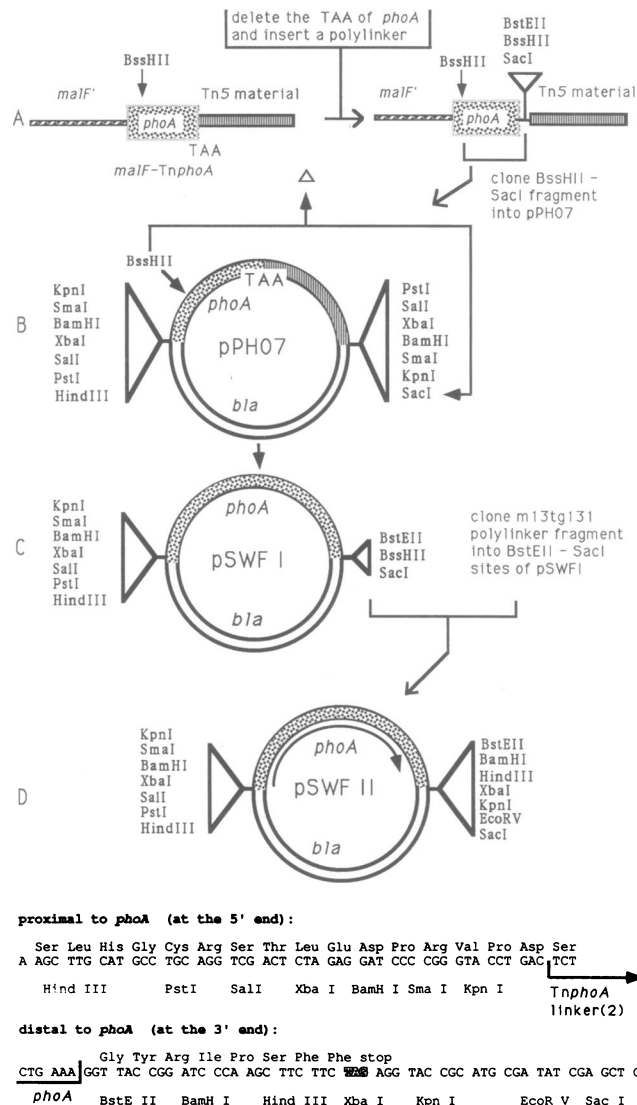 delete the TAA of phoA
and insert a polylinker
BssHII
malF'
Tn5 material
A
phoA
TAA
malF-TnphoA
BstEII
BssHII
SacI
BssHII
malF'
Tn5 material
phoA
clone BssHII -
SacI fragment
into pPH07
Δ
BssHII
KpnI
SmaI
BamHI
XbaI
SalI
PstI
HindIII
B
TAA
phoA
pPH07
bla
PstI
SalI
XbaI
BamHI
SmaI
KpnI
SacI
KpnI
SmaI
BamHI
XbaI
SalI
PstI
HindIII
C
phoA
pSWF I
bla
BstEII
BssHII
SacI
clone m13tg131
polylinker fragment
into BstEII - SacI
sites of pSWFI
KpnI
SmaI
BamHI
XbaI
SalI
PstI
HindIII
D
phoA
pSWF II
bla
BstEII
BamHI
HindIII
XbaI
KpnI
EcoRV
SacI
proximal to phoA (at the 5' end):
Ser Leu His Gly Cys Arg Ser Thr Leu Glu Asp Pro Arg Val Pro Asp Ser
A AGC TTG CAT GCC TGC AGG TCG ACT CTA GAG GAT CCC CGG GTA CCT GAC TCT
Hind III PstI SalI Xba I BamH I Sma I Kpn I
TnphoA
linker(2)
distal to phoA (at the 3' end):
Gly Tyr Arg Ile Pro Ser Phe Phe stop
CTG AAA GGT TAC CGG ATC CCA AGC TTC TTC AGG TAC CGC ATG CGA TAT CGA GCT C
phoA BstE II BamH I Hind III Xba I Kpn I EcoR V Sac I